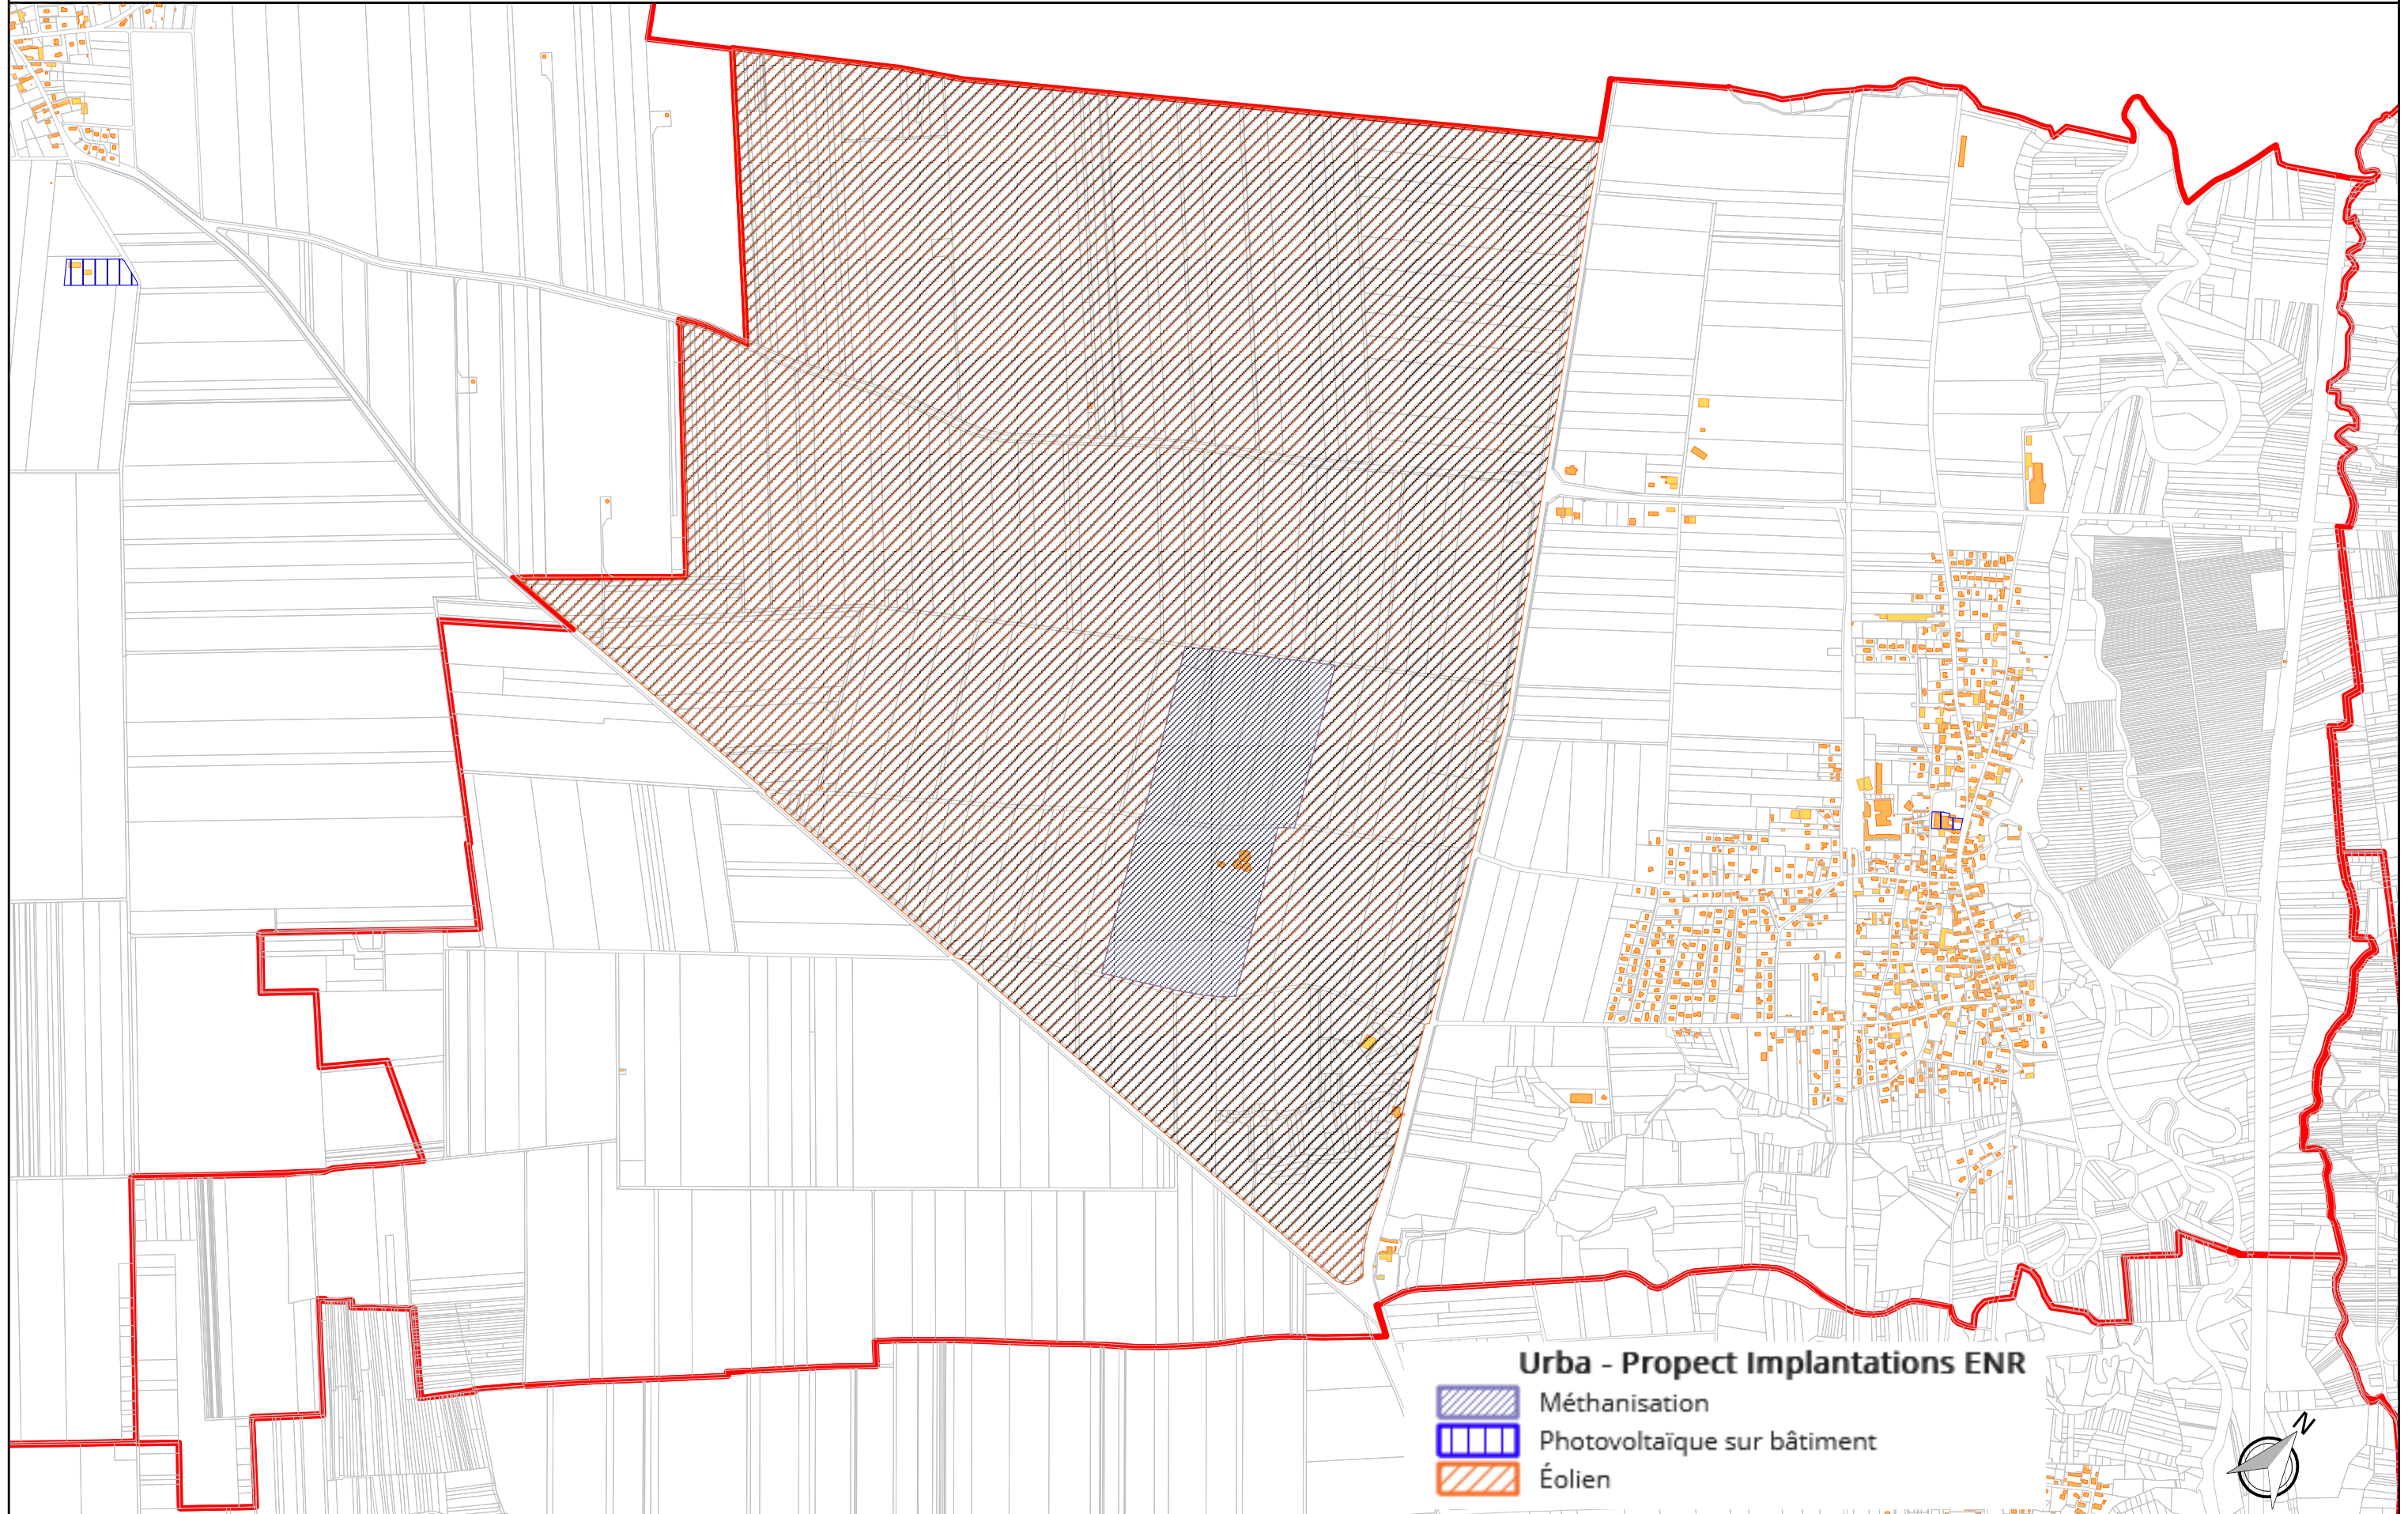 Urba - Propect Implantations ENR
Méthanisation
Photovoltaïque sur bâtiment
Éolien
N